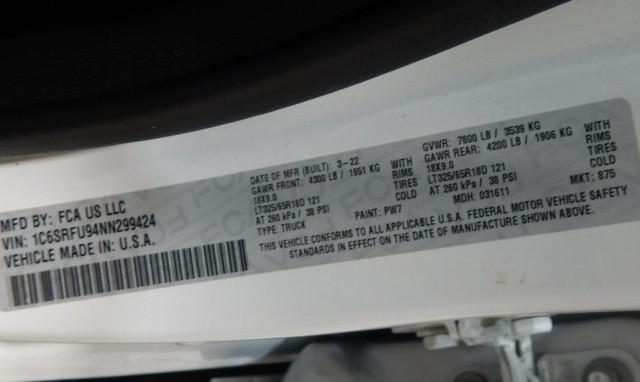 MFD BY: FCA US LLC
VIN: 1C6SRFU94NN299424
VEHICLE MADE IN: U.S.A.
DATE OF MFR (BUILT): 3-22
GAWR FRONT: 4300 LB / 1951 KG WITH
18X9.0 RIMS
LT325/65R18D 121 TIRES
AT 260 kPa / 38 PSI COLD
TYPE: TRUCK PAINT: PW7
GVWR: 7800 LB / 3539 KG
GAWR REAR: 4200 LB / 1906 KG WITH
18X9.0 RIMS
LT325/65R18D 121 TIRES
AT 260 kPa / 38 PSI COLD
MDH: 031611 MKT: 875
THIS VEHICLE CONFORMS TO ALL APPLICABLE U.S.A. FEDERAL MOTOR VEHICLE SAFETY
STANDARDS IN EFFECT ON THE DATE OF MANUFACTURE SHOWN ABOVE.